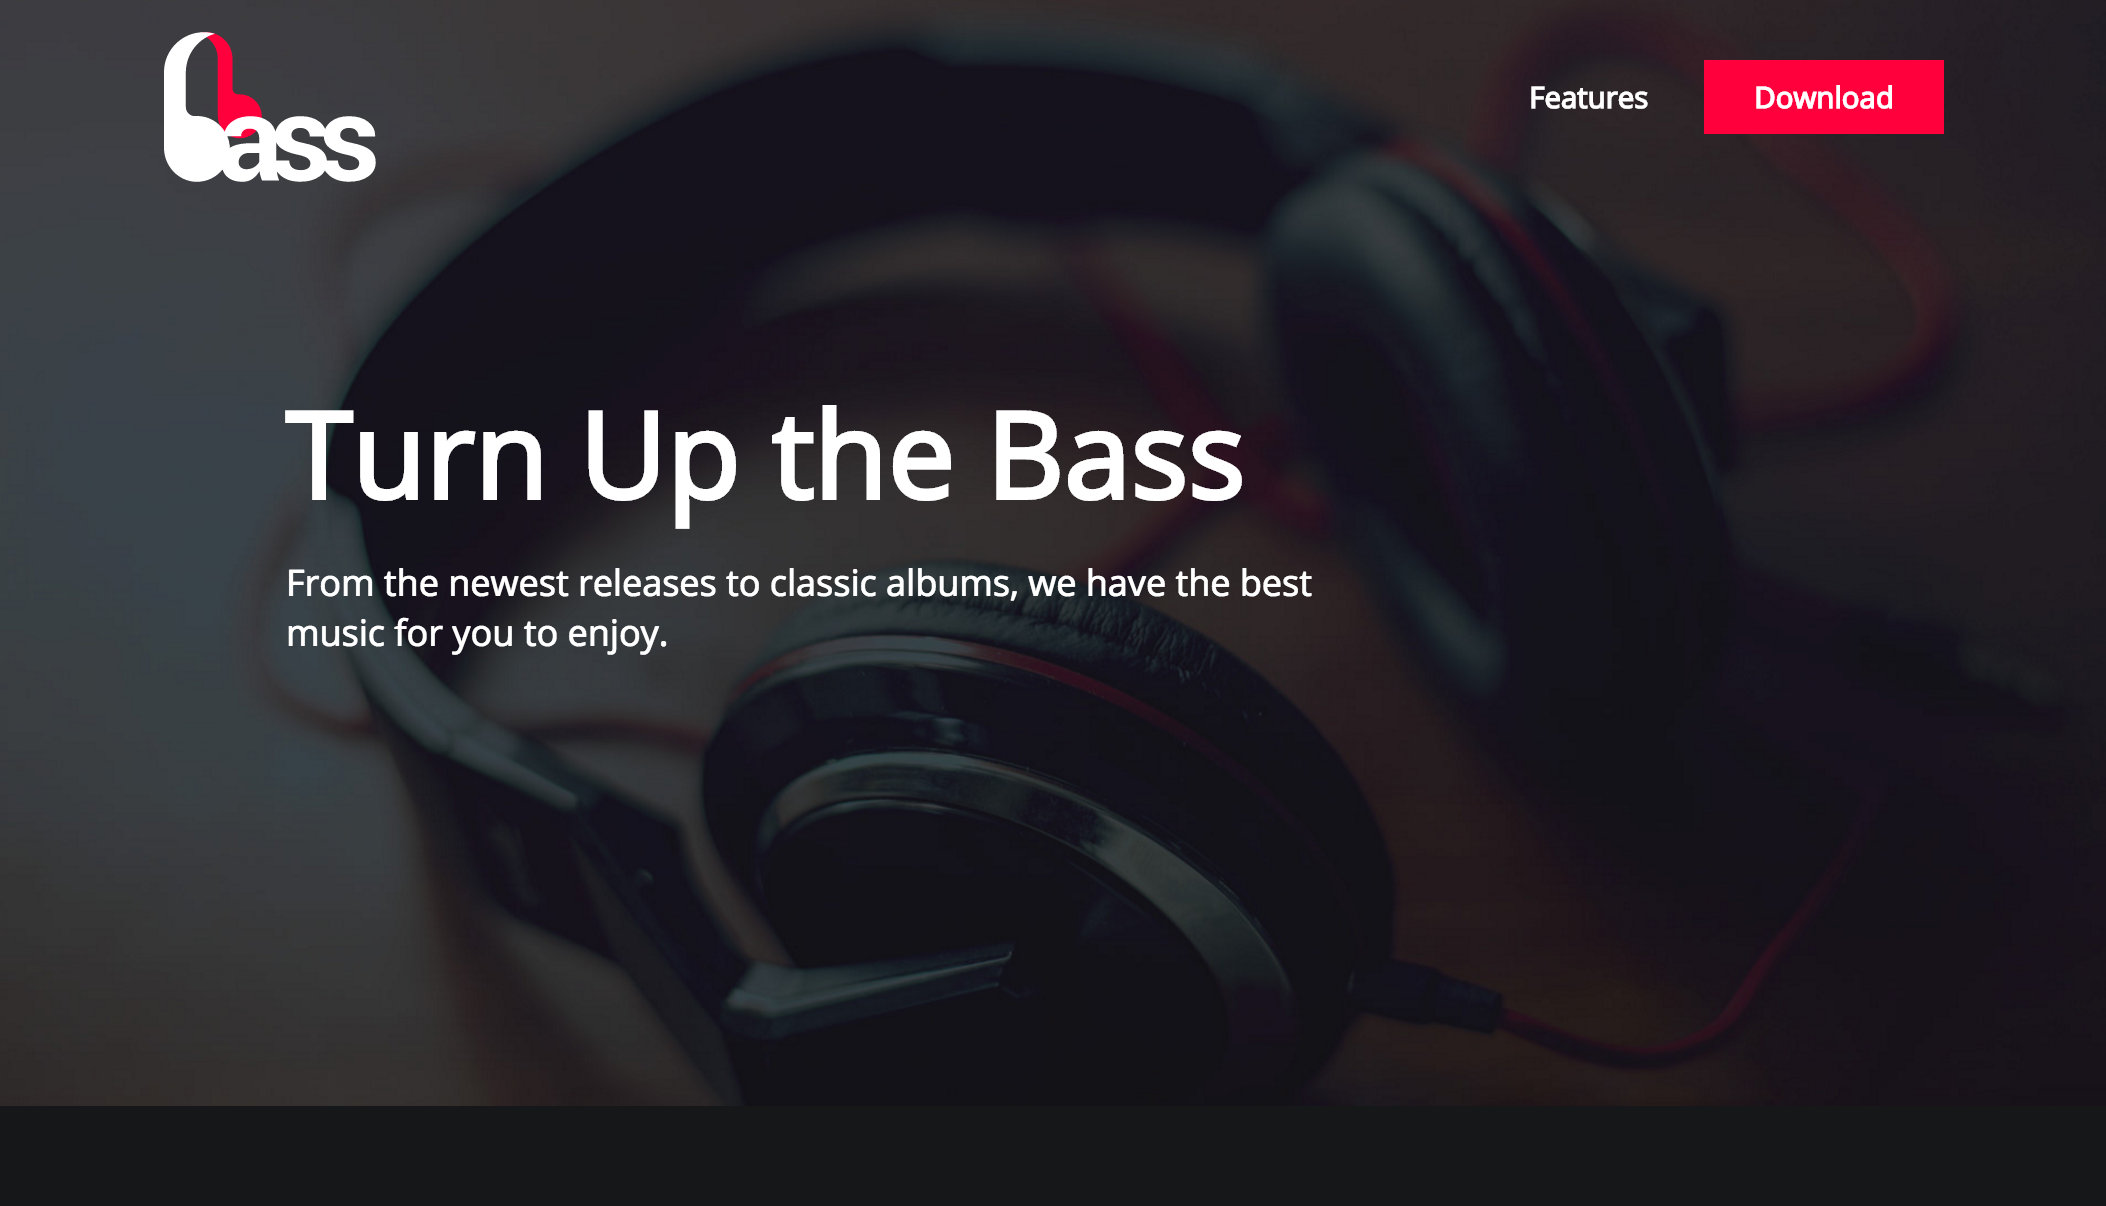 bass
Features
Download
Turn Up the Bass
From the newest releases to classic albums, we have the best
music for you to enjoy.